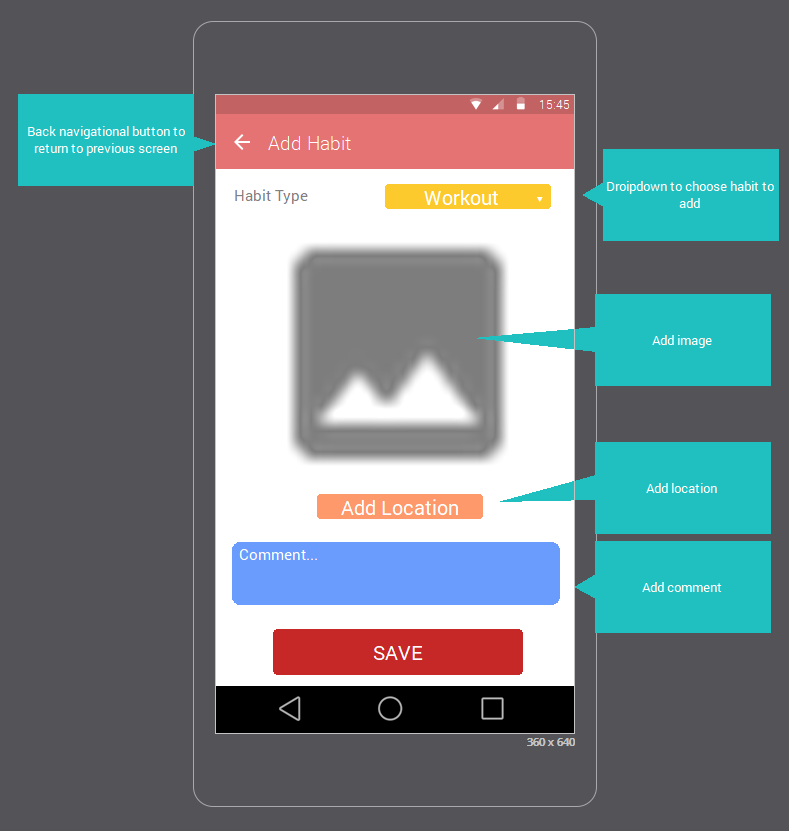 15:45
Back navigational button to
return to previous screen
Add Habit
Habit Type
Workout
Droipdown to choose habit to
add
Add image
Add Location
Add location
Comment...
Add comment
SAVE
360 x 640